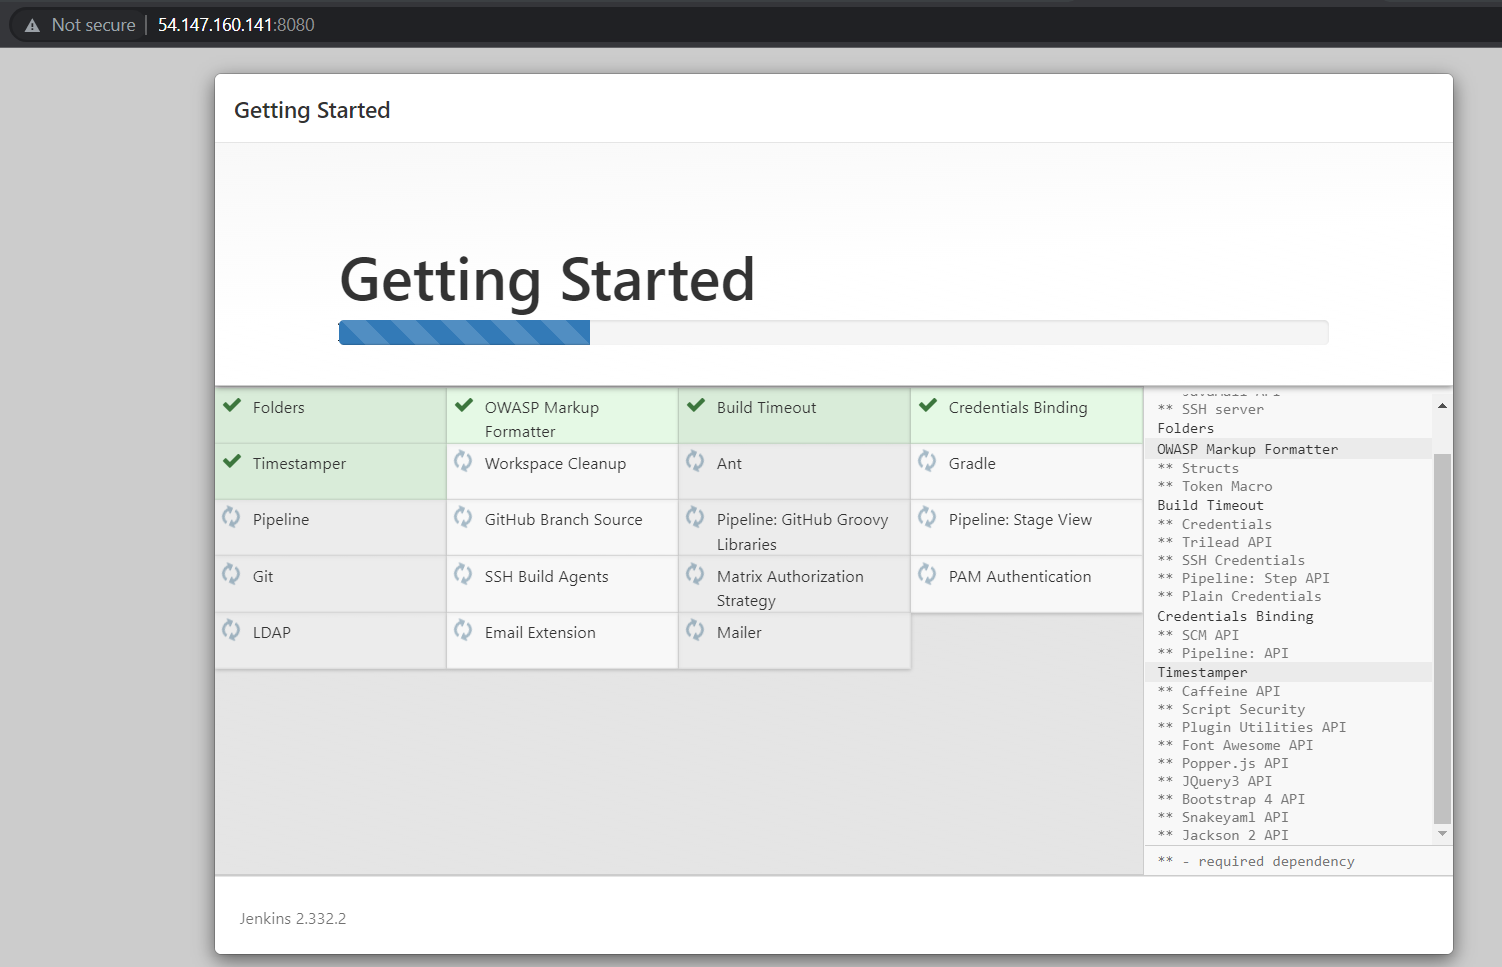 Not secure | 54.147.160.141:8080
Getting Started
Getting Started
Folders
OWASP Markup
Formatter
Build Timeout
Credentials Binding
Timestamper
Workspace Cleanup
Ant
Gradle
Pipeline
GitHub Branch Source
Pipeline: GitHub Groovy
Libraries
Pipeline: Stage View
Git
SSH Build Agents
Matrix Authorization
Strategy
PAM Authentication
LDAP
Email Extension
Mailer
** SSH server
Folders
OWASP Markup Formatter
** Structs
** Token Macro
Build Timeout
** Credentials
** Trilead API
** SSH Credentials
** Pipeline: Step API
** Plain Credentials
Credentials Binding
** SCM API
** Pipeline: API
Timestamper
** Caffeine API
** Script Security
** Plugin Utilities API
** Font Awesome API
** Popper.js API
** JQuery3 API
** Bootstrap 4 API
** Snakeyaml API
** Jackson 2 API
** - required dependency
Jenkins 2.332.2